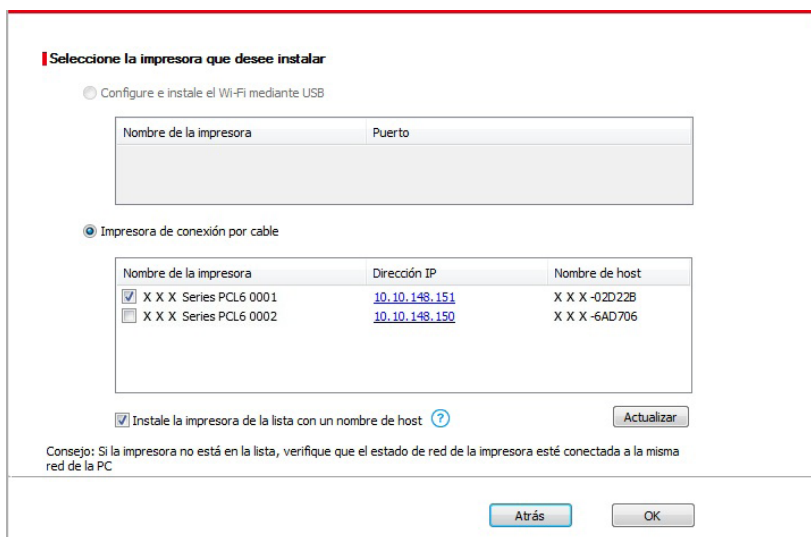 Seleccione la impresora que desee instalar
Configure e instale el Wi-Fi mediante USB
Nombre de la impresora Puerto
Impresora de conexión por cable
Nombre de la impresora Dirección IP Nombre de host
X X X Series PCL6 0001 10.10.148.151 X X X -02D22B
X X X Series PCL6 0002 10.10.148.150 X X X -6AD706
Instale la impresora de la lista con un nombre de host ? Actualizar
Consejo: Si la impresora no está en la lista, verifique que el estado de red de la impresora esté conectada a la misma
red de la PC
Atrás OK